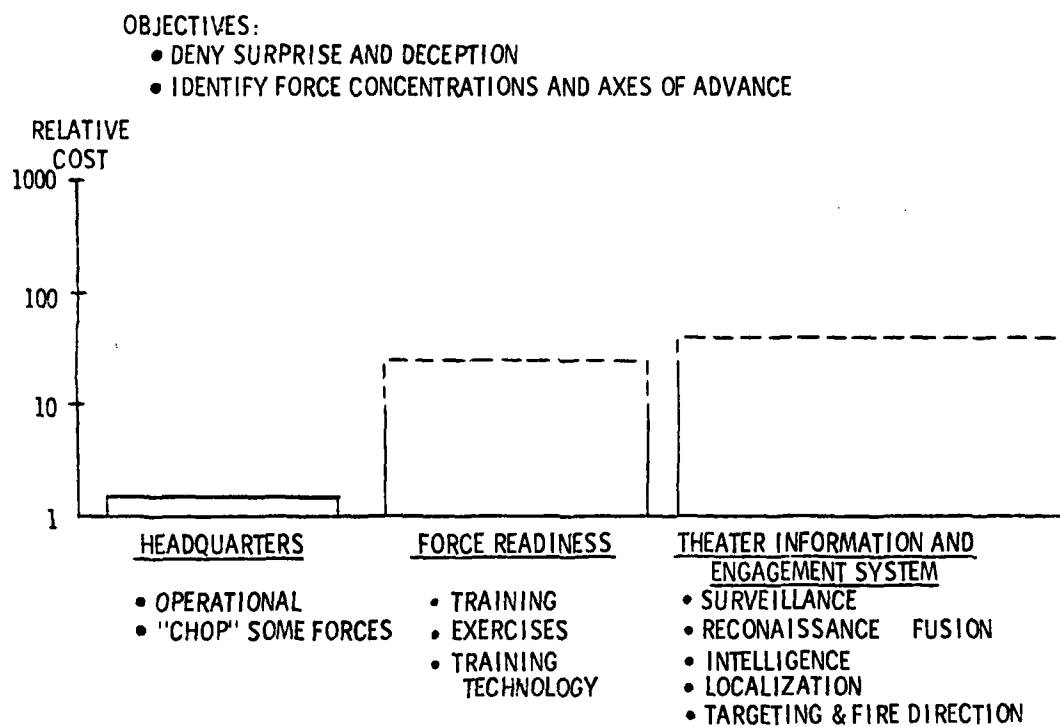 OBJECTIVES:
• DENY SURPRISE AND DECEPTION
• IDENTIFY FORCE CONCENTRATIONS AND AXES OF ADVANCE
RELATIVE
COST
1000
100
10
1
HEADQUARTERS
• OPERATIONAL
• "CHOP" SOME FORCES
FORCE READINESS
• TRAINING
• EXERCISES
• TRAINING
TECHNOLOGY
THEATER INFORMATION AND
ENGAGEMENT SYSTEM
• SURVEILLANCE
• RECONAISSANCE FUSION
• INTELLIGENCE
• LOCALIZATION
• TARGETING & FIRE DIRECTION